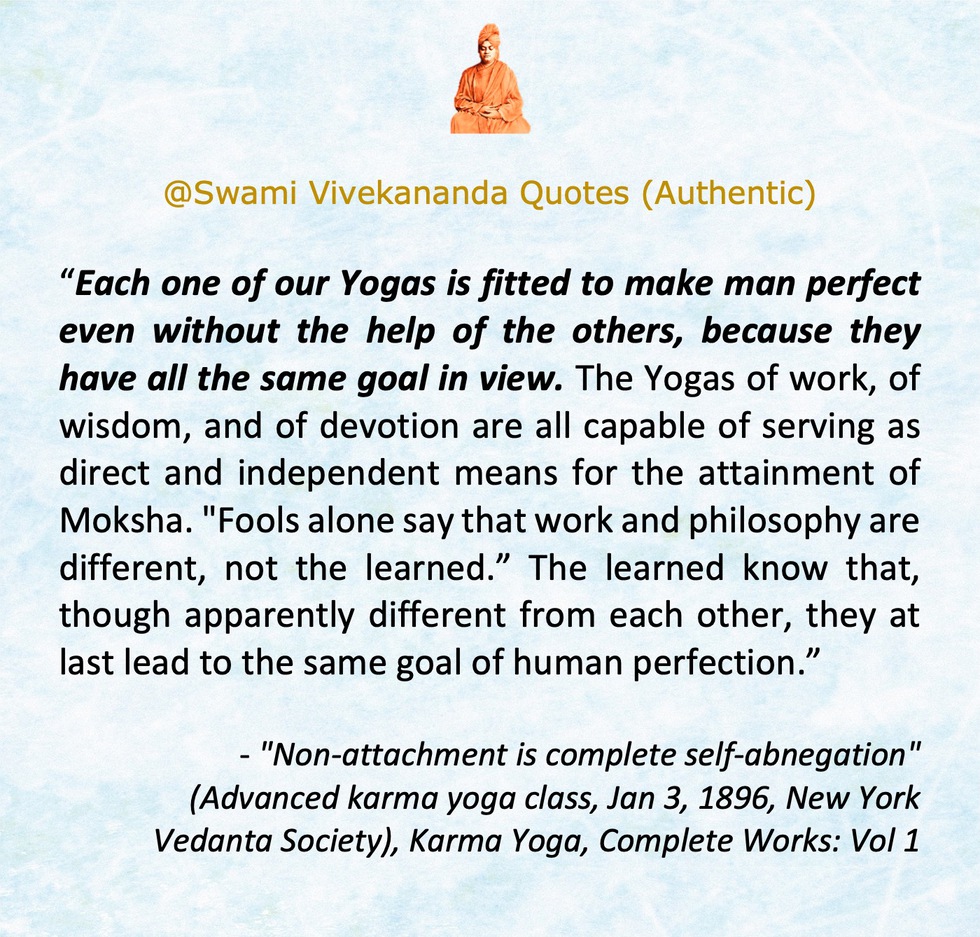 @Swami Vivekananda Quotes (Authentic)
“Each one of our Yogas is fitted to make man perfect
even without the help of the others, because they
have all the same goal in view. The Yogas of work, of
wisdom, and of devotion are all capable of serving as
direct and independent means for the attainment of
Moksha. "Fools alone say that work and philosophy are
different, not the learned.” The learned know that,
though apparently different from each other, they at
last lead to the same goal of human perfection.”
- "Non-attachment is complete self-abnegation"
(Advanced karma yoga class, Jan 3, 1896, New York
Vedanta Society), Karma Yoga, Complete Works: Vol 1